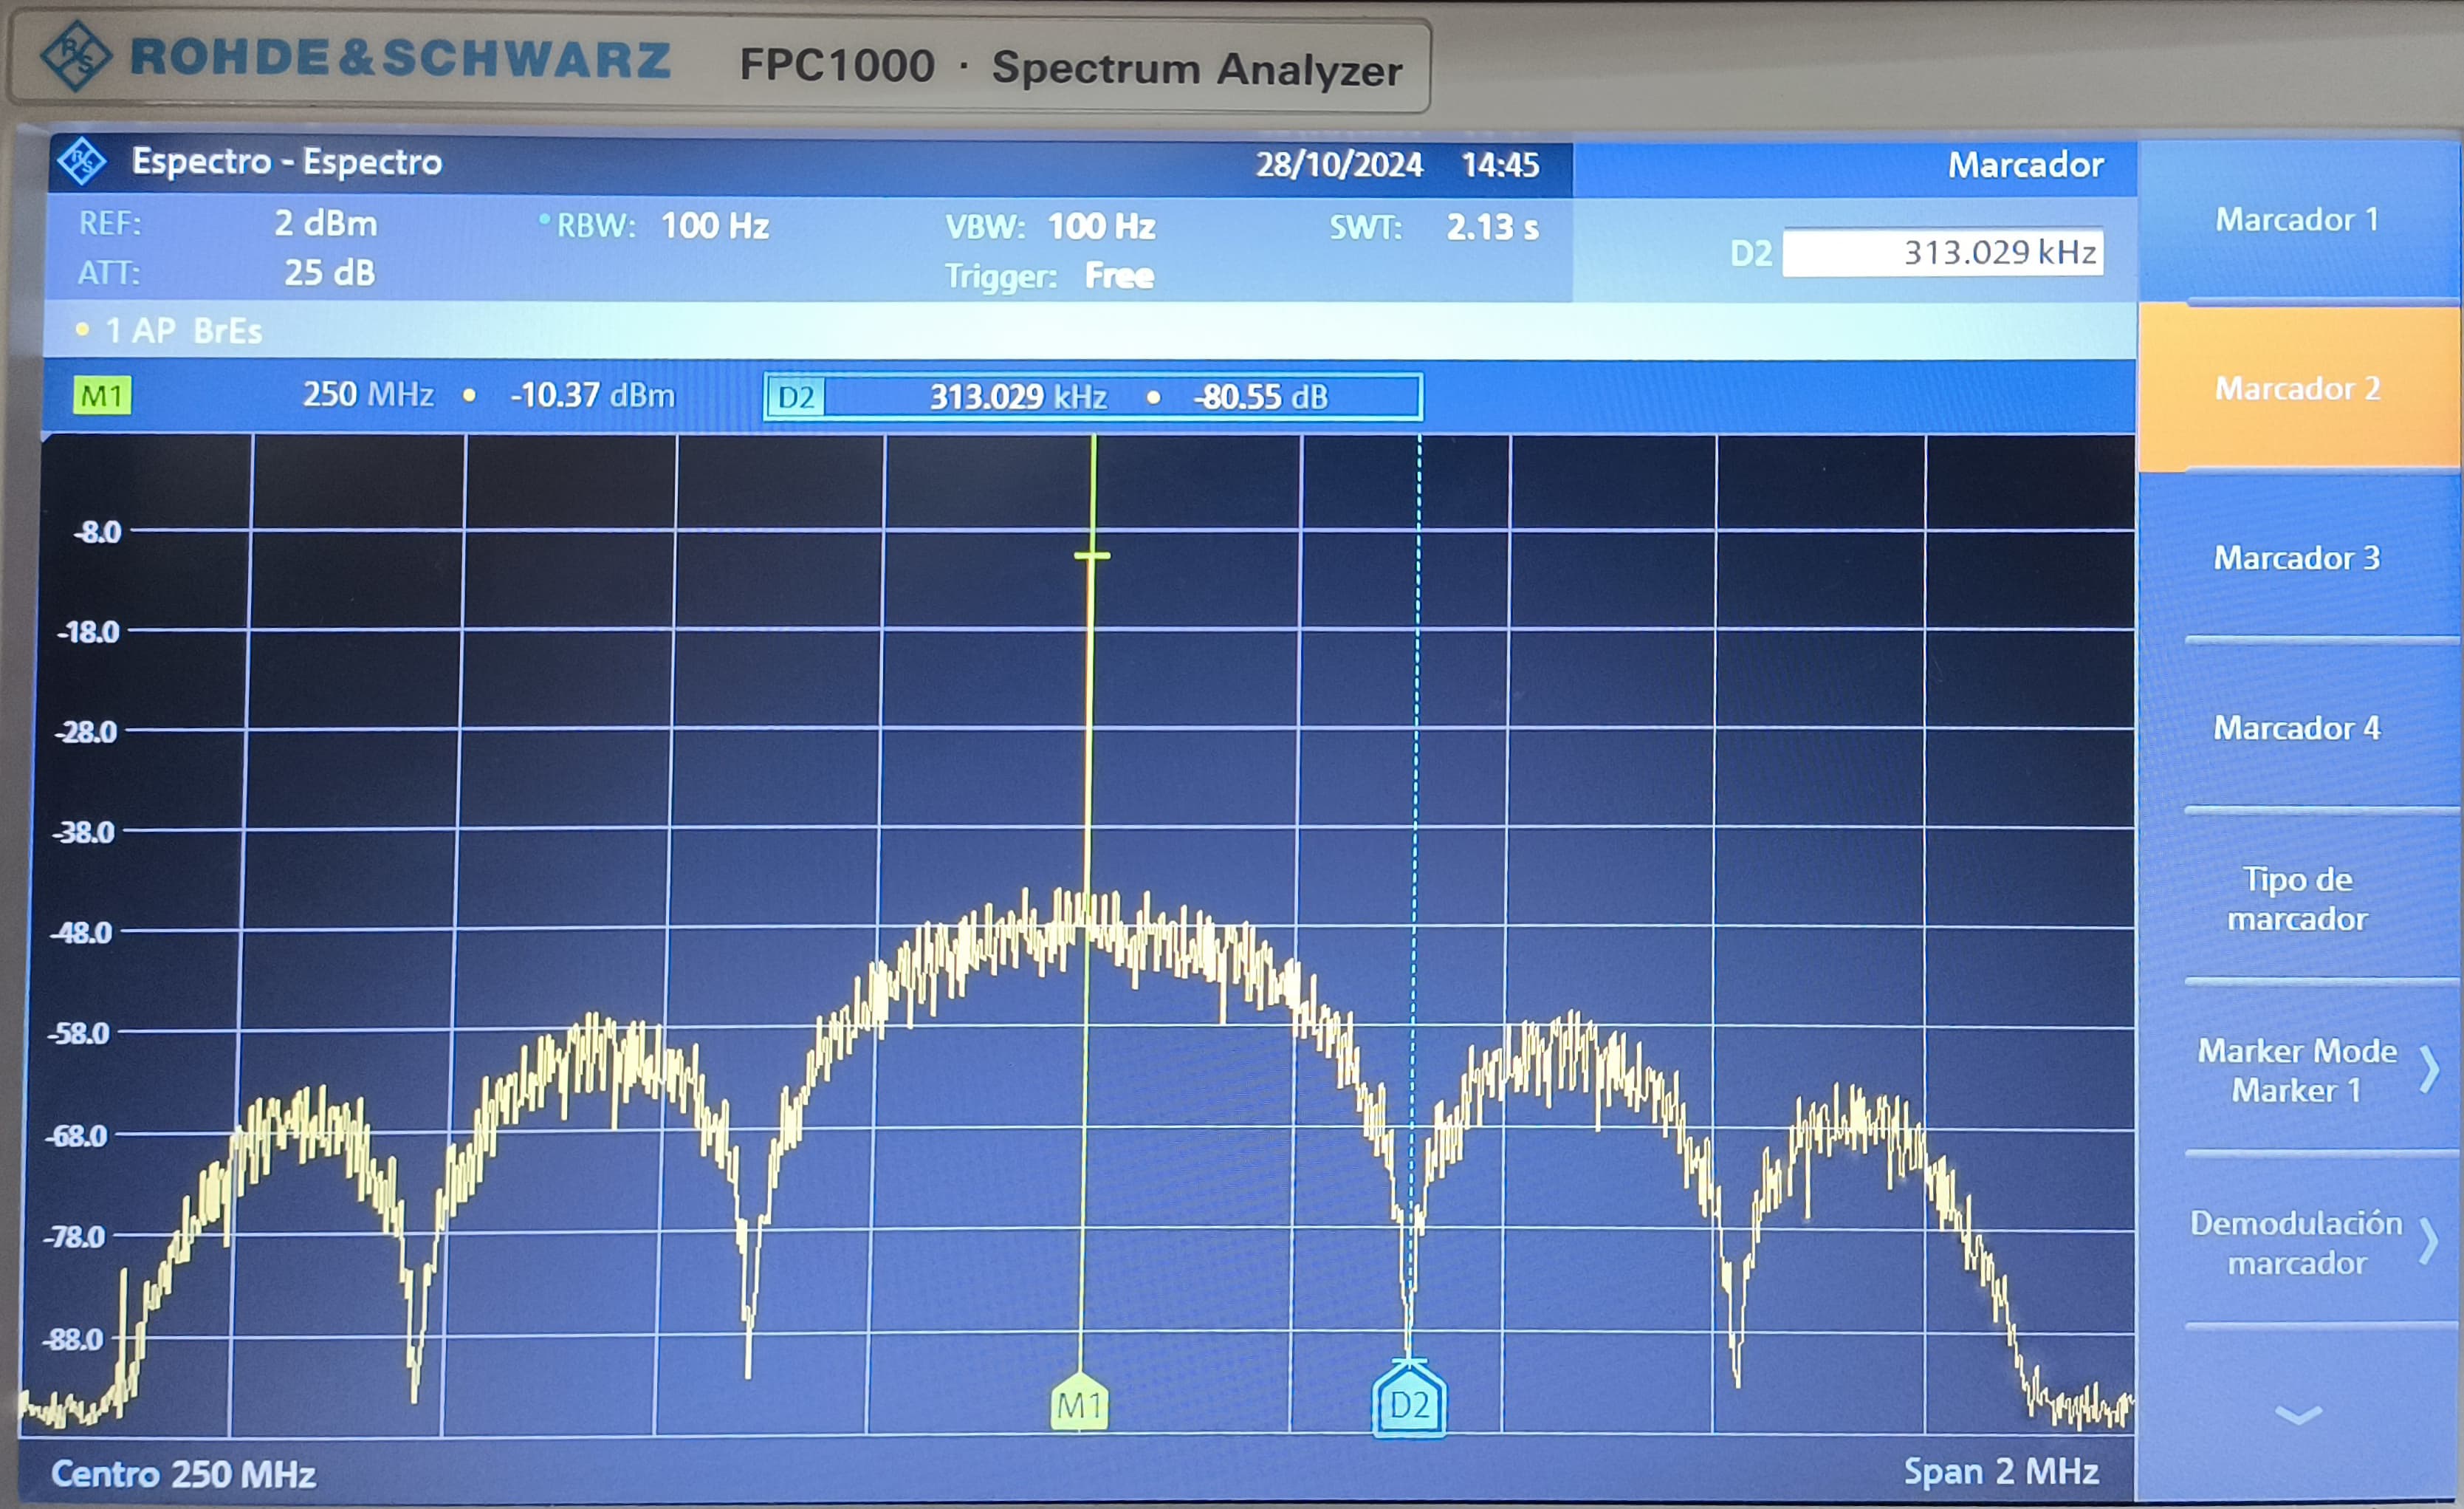 ROHDE&SCHWARZ FPC1000 · Spectrum Analyzer
Espectro - Espectro 28/10/2024 14:45 Marcador
REF: 2 dBm RBW: 100 Hz VBW: 100 Hz SWT: 2.13 s
ATT: 25 dB Trigger: Free
D2 313.029 kHz
1 AP BrEs
M1 250 MHz • -10.37 dBm D2 313.029 kHz • -80.55 dB
-8.0
-18.0
-28.0
-38.0
-48.0
-58.0
-68.0
-78.0
-88.0
M1 D2
Centro 250 MHz Span 2 MHz
Marcador 1
Marcador 2
Marcador 3
Marcador 4
Tipo de
marcador
Marker Mode
Marker 1
Demodulación
marcador